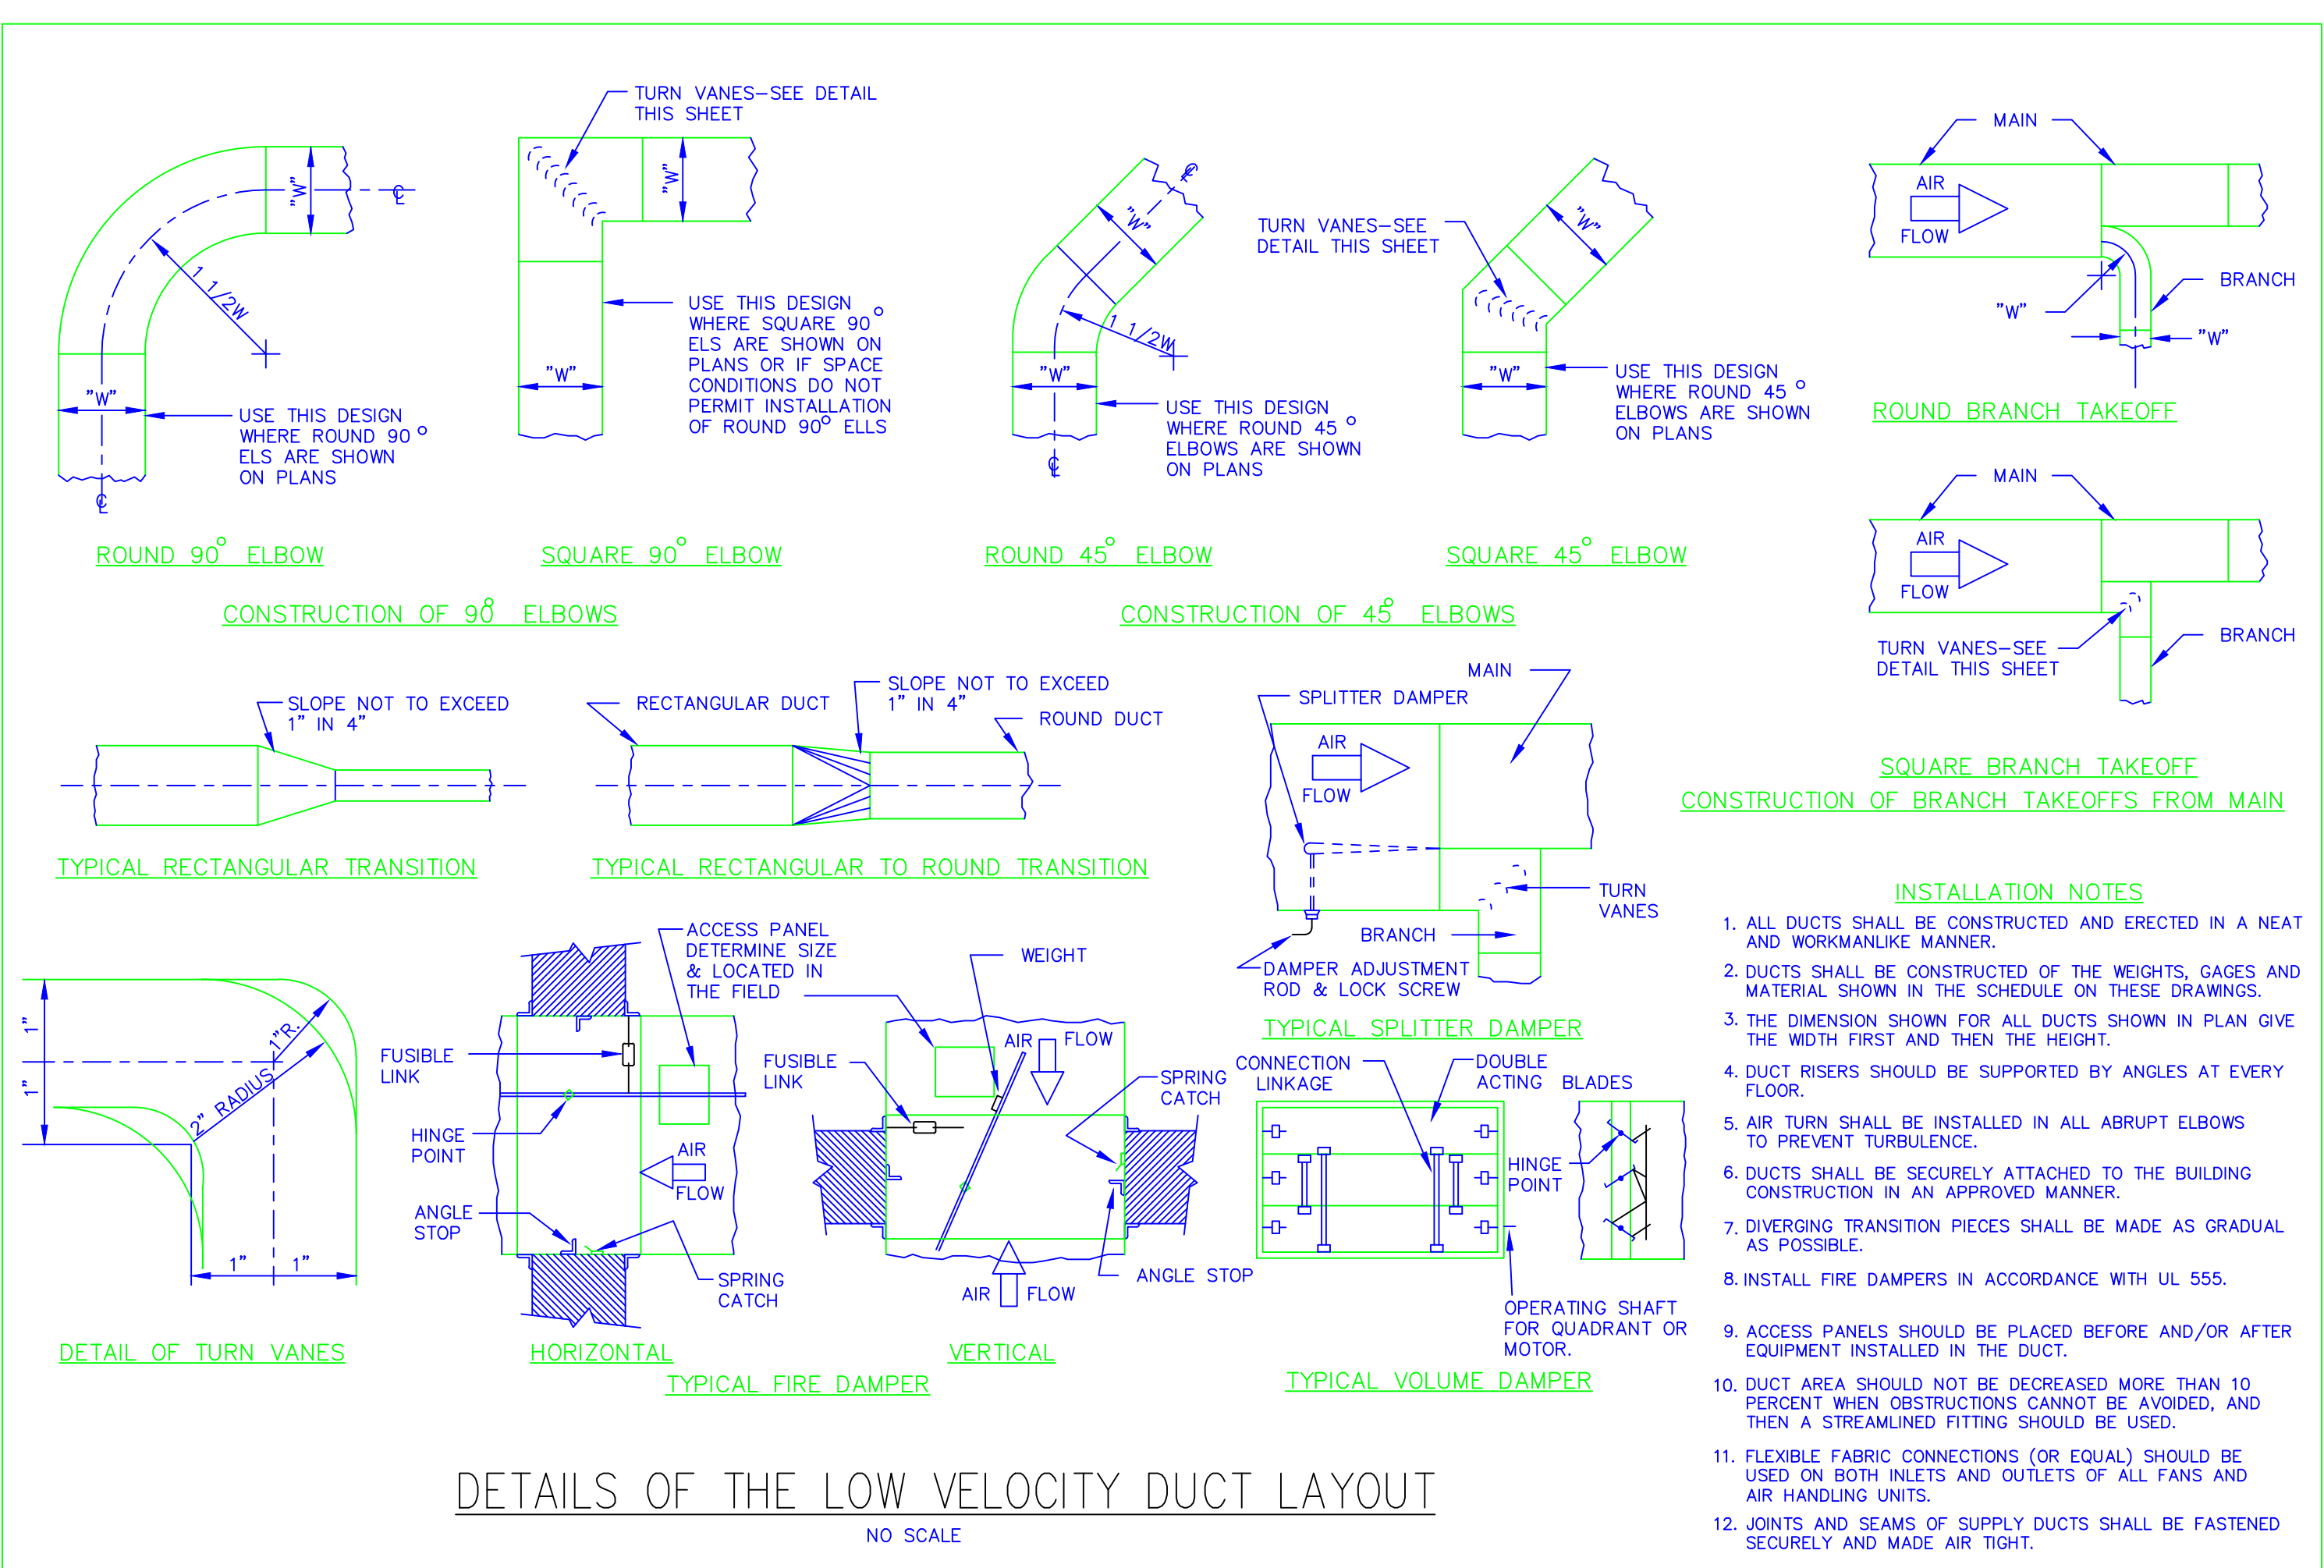 TURN VANES-SEE DETAIL
THIS SHEET
"W"
℄
1 1/2W
"W"
USE THIS DESIGN
WHERE ROUND 90°
ELS ARE SHOWN
ON PLANS
℄
ROUND 90° ELBOW
"W"
"W"
USE THIS DESIGN
WHERE SQUARE 90°
ELS ARE SHOWN ON
PLANS OR IF SPACE
CONDITIONS DO NOT
PERMIT INSTALLATION
OF ROUND 90° ELLS
SQUARE 90° ELBOW
CONSTRUCTION OF 90° ELBOWS
℄
"W"
1 1/2W
"W"
USE THIS DESIGN
WHERE ROUND 45°
ELBOWS ARE SHOWN
ON PLANS
℄
ROUND 45° ELBOW
TURN VANES-SEE
DETAIL THIS SHEET
"W"
"W"
USE THIS DESIGN
WHERE ROUND 45°
ELBOWS ARE SHOWN
ON PLANS
SQUARE 45° ELBOW
CONSTRUCTION OF 45° ELBOWS
MAIN
AIR
FLOW
BRANCH
"W"
"W"
ROUND BRANCH TAKEOFF
MAIN
AIR
FLOW
BRANCH
TURN VANES-SEE
DETAIL THIS SHEET
SQUARE BRANCH TAKEOFF
CONSTRUCTION OF BRANCH TAKEOFFS FROM MAIN
SLOPE NOT TO EXCEED
1" IN 4"
TYPICAL RECTANGULAR TRANSITION
RECTANGULAR DUCT
SLOPE NOT TO EXCEED
1" IN 4"
ROUND DUCT
TYPICAL RECTANGULAR TO ROUND TRANSITION
MAIN
SPLITTER DAMPER
AIR
FLOW
TURN
VANES
BRANCH
DAMPER ADJUSTMENT
ROD & LOCK SCREW
TYPICAL SPLITTER DAMPER
1"
1"
1"R.
2" RADIUS
1"
1"
DETAIL OF TURN VANES
ACCESS PANEL
DETERMINE SIZE
& LOCATED IN
THE FIELD
FUSIBLE
LINK
HINGE
POINT
AIR
FLOW
ANGLE
STOP
SPRING
CATCH
HORIZONTAL
WEIGHT
AIR
FLOW
FUSIBLE
LINK
SPRING
CATCH
ANGLE STOP
AIR
FLOW
VERTICAL
TYPICAL FIRE DAMPER
CONNECTION
LINKAGE
DOUBLE
ACTING BLADES
HINGE
POINT
OPERATING SHAFT
FOR QUADRANT OR
MOTOR.
TYPICAL VOLUME DAMPER
INSTALLATION NOTES
1. ALL DUCTS SHALL BE CONSTRUCTED AND ERECTED IN A NEAT
AND WORKMANLIKE MANNER.
2. DUCTS SHALL BE CONSTRUCTED OF THE WEIGHTS, GAGES AND
MATERIAL SHOWN IN THE SCHEDULE ON THESE DRAWINGS.
3. THE DIMENSION SHOWN FOR ALL DUCTS SHOWN IN PLAN GIVE
THE WIDTH FIRST AND THEN THE HEIGHT.
4. DUCT RISERS SHOULD BE SUPPORTED BY ANGLES AT EVERY
FLOOR.
5. AIR TURN SHALL BE INSTALLED IN ALL ABRUPT ELBOWS
TO PREVENT TURBULENCE.
6. DUCTS SHALL BE SECURELY ATTACHED TO THE BUILDING
CONSTRUCTION IN AN APPROVED MANNER.
7. DIVERGING TRANSITION PIECES SHALL BE MADE AS GRADUAL
AS POSSIBLE.
8. INSTALL FIRE DAMPERS IN ACCORDANCE WITH UL 555.
9. ACCESS PANELS SHOULD BE PLACED BEFORE AND/OR AFTER
EQUIPMENT INSTALLED IN THE DUCT.
10. DUCT AREA SHOULD NOT BE DECREASED MORE THAN 10
PERCENT WHEN OBSTRUCTIONS CANNOT BE AVOIDED, AND
THEN A STREAMLINED FITTING SHOULD BE USED.
11. FLEXIBLE FABRIC CONNECTIONS (OR EQUAL) SHOULD BE
USED ON BOTH INLETS AND OUTLETS OF ALL FANS AND
AIR HANDLING UNITS.
12. JOINTS AND SEAMS OF SUPPLY DUCTS SHALL BE FASTENED
SECURELY AND MADE AIR TIGHT.
DETAILS OF THE LOW VELOCITY DUCT LAYOUT
NO SCALE